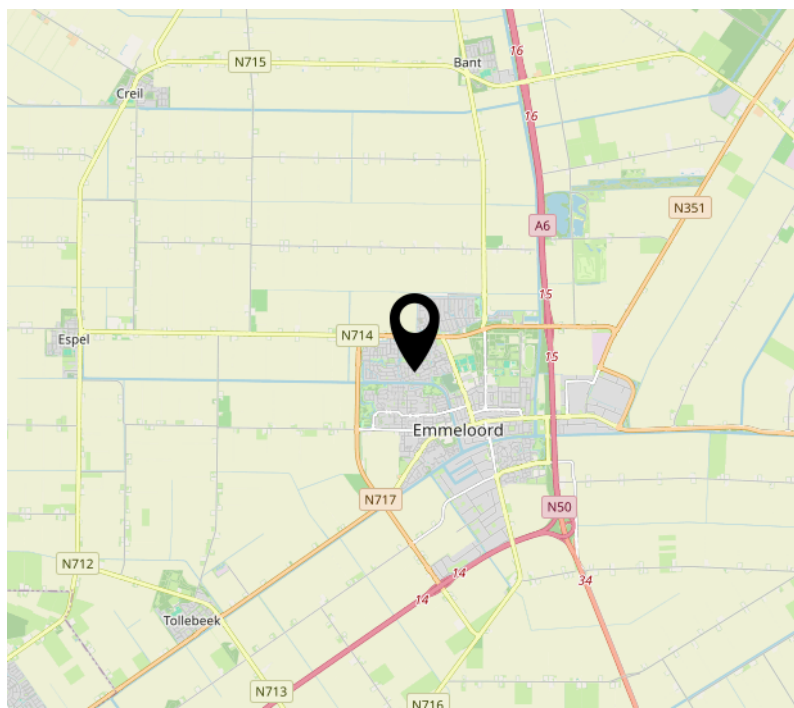 16
Bant
N715
Creil
16
N351
A6
15
N714
Espel
15
Emmeloord
N717
N50
N712
14
14
34
Tollebeek
N713
N716